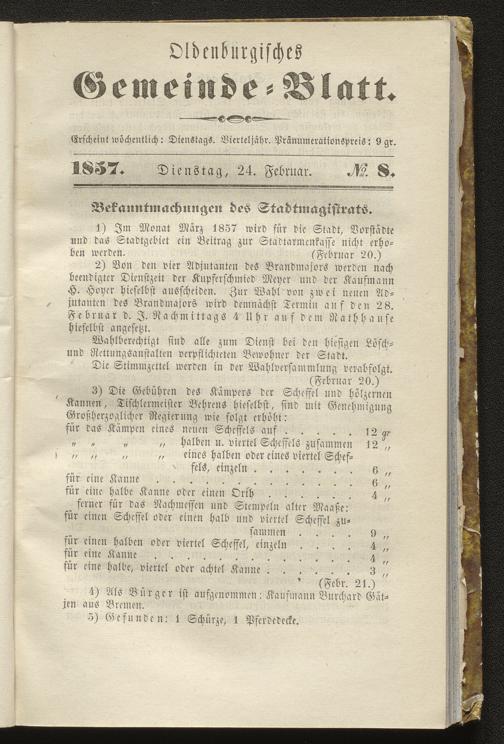 Oldenburgisches
Gemeinde-Blatt.
Erscheint wöchentlich: Dienstags. Vierteljähr. Pränumerationspreis: 9 gr.
1857. Dienstag, 24. Februar. № 8.
Bekanntmachungen des Stadtmagistrats.
1) Im Monat März 1857 wird für die Stadt, Vorstädte
und das Stadtgebiet ein Beitrag zur Stadtarmenkasse nicht erho-
ben werden. (Februar 20.)
2) Von den vier Adjutanten des Brandmajors werden nach
beendigter Dienstzeit der Kupferschmied Meyer und der Kaufmann
H. Hoyer hieselbst ausscheiden. Zur Wahl von zwei neuen Ad-
jutanten des Brandmajors wird demnächst Termin auf den 28.
Februar d. J. Nachmittags 4 Uhr auf dem Rathhause
hieselbst angesetzt.
Wahlberechtigt sind alle zum Dienst bei den hiesigen Lösch-
und Rettungsanstalten verpflichteten Bewohner der Stadt.
Die Stimmzettel werden in der Wahlversammlung verabfolgt.
(Februar 20.)
3) Die Gebühren des Kämpers der Scheffel und hölzernen
Kannen, Tischlermeister Behrens hieselbst, sind mit Genehmigung
Großherzoglicher Regierung wie folgt erhöht:
für das Kämpen eines neuen Scheffels auf . . . . . 12 gr
„ „ „ „ halben u. viertel Scheffels zusammen 12 „
„ „ „ „ eines halben oder eines viertel Schef-
fels, einzeln . . . . . . 6 „
für eine Kanne . . . . . . . . . . . 6 „
für eine halbe Kanne oder einen Orth . . . . . . 4 „
ferner für das Nachmessen und Stempeln alter Maaße:
für einen Scheffel oder einen halb und viertel Scheffel zu-
sammen . . . . 9 „
für einen halben oder viertel Scheffel, einzeln . . . . 4 „
für eine Kanne . . . . . . . . . . . 4 „
für eine halbe, viertel oder achtel Kanne . . . . . . 3 „
(Febr. 21.)
4) Als Bürger ist aufgenommen: Kaufmann Burchard Gät-
jen aus Bremen.
5) Gefunden: 1 Schürze, 1 Pferdedecke.